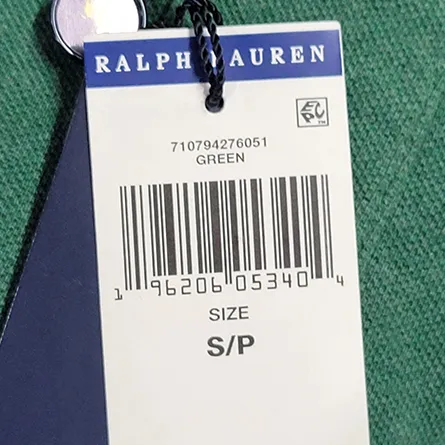 RALPH LAUREN
710794276051
GREEN
1 96206 05340 4
SIZE
S/P